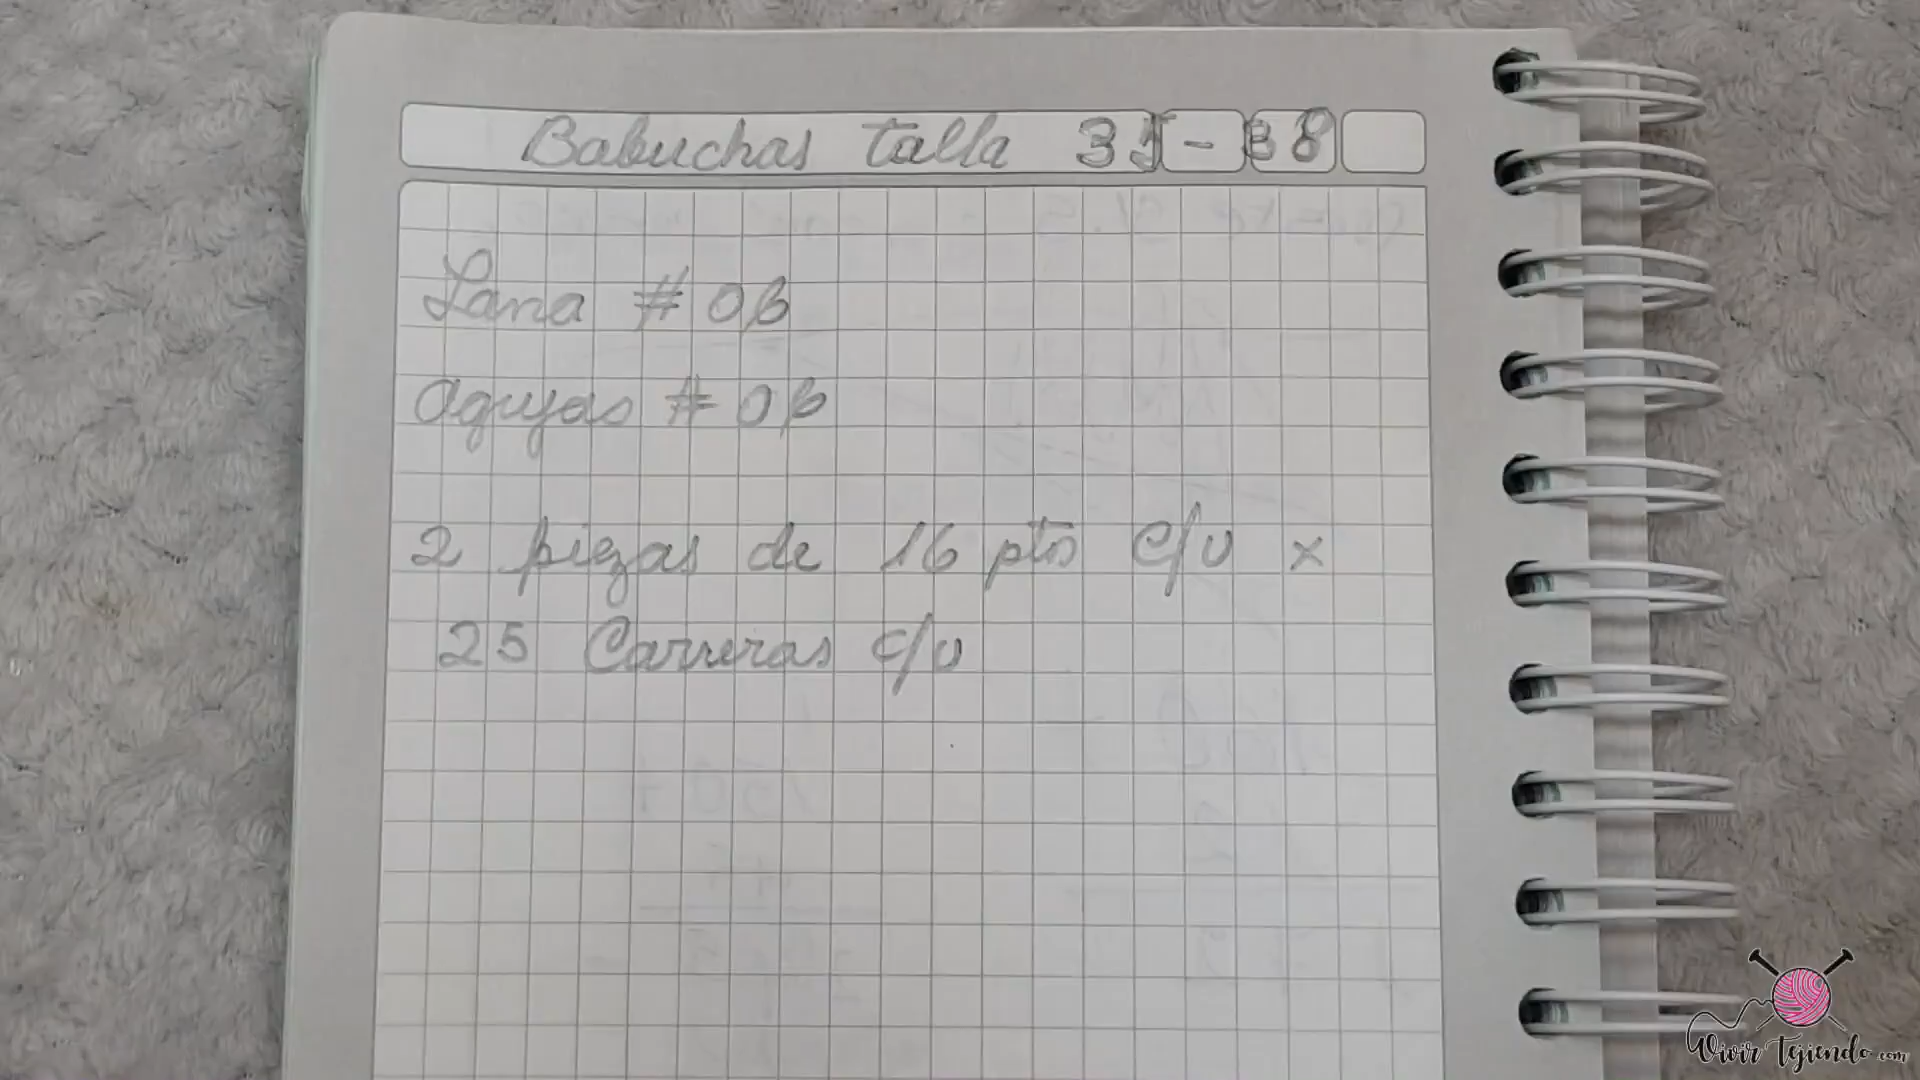 Babuchas talla 35 - 38
Lana # 06
agujas # 06
2 piezas de 16 pts c/u x
25 Carreras c/u
Vivir Tejiendo.com